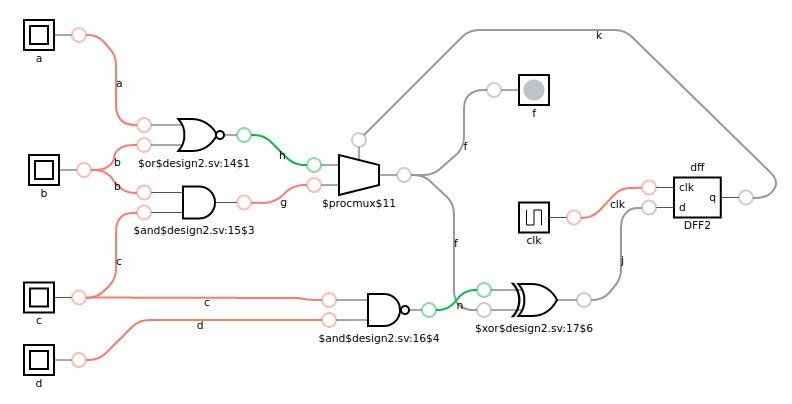 k
a
a
f
dff
h
b
$or$design2.sv:14$1
f
clk
b
b
q
g
$procmux$11
clk
d
DFF2
$and$design2.sv:15$3
clk
f
c
j
c
c
n
d
$xor$design2.sv:17$6
$and$design2.sv:16$4
d